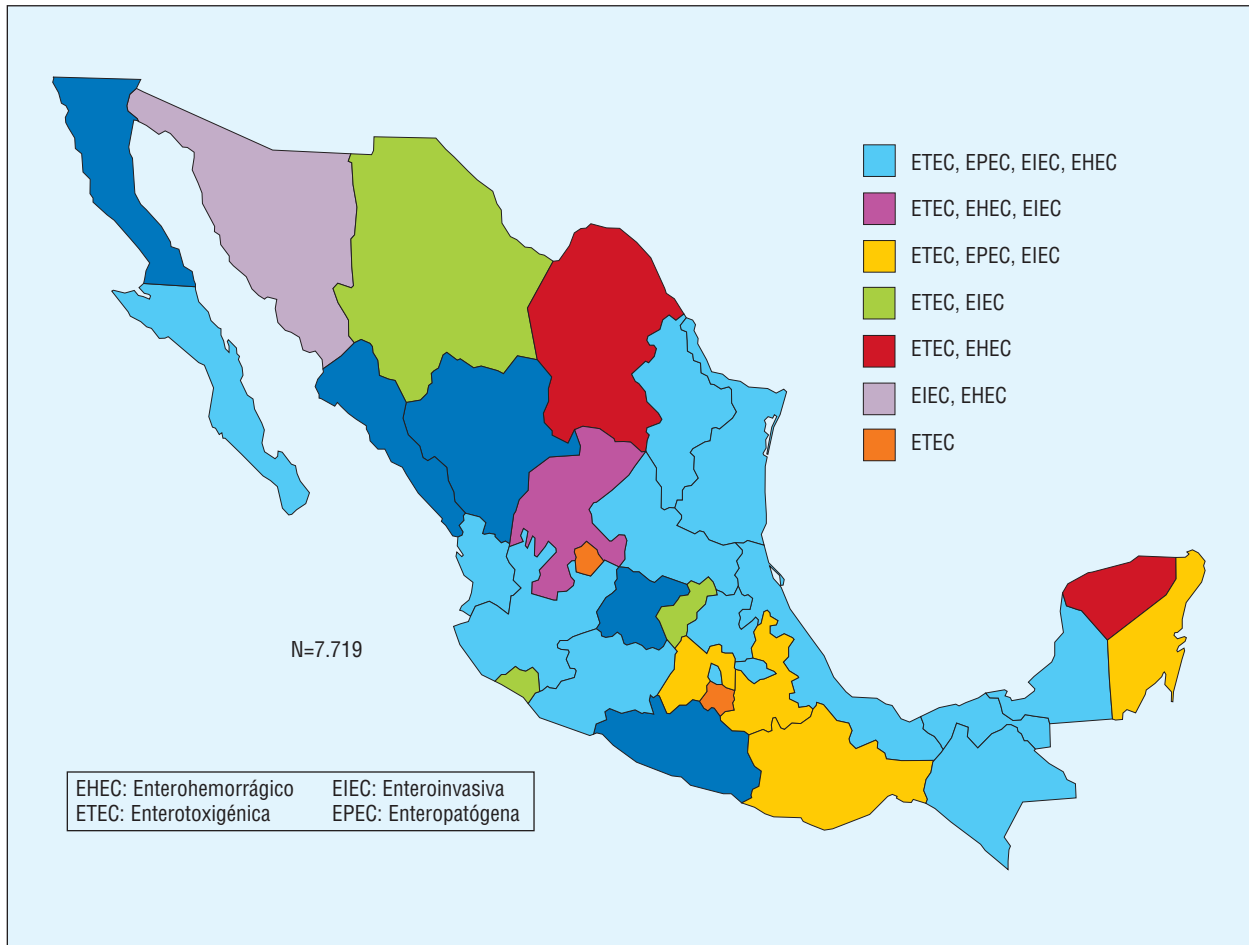 ETEC, EPEC, EIEC, EHEC
ETEC, EHEC, EIEC
ETEC, EPEC, EIEC
ETEC, EIEC
ETEC, EHEC
EIEC, EHEC
ETEC
N=7.719
EHEC: Enterohemorrágico EIEC: Enteroinvasiva
ETEC: Enterotoxigénica EPEC: Enteropatógena